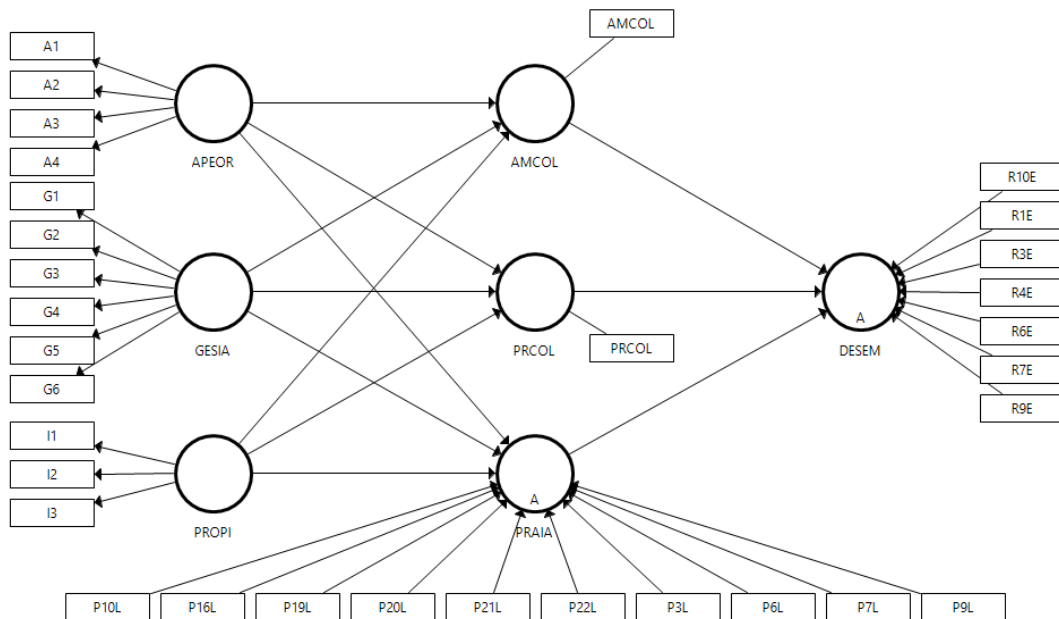 AMCOL
A1
A2
A3
A4
APEOR
AMCOL
G1
G2
G3
G4
G5
G6
GESIA
PRCOL
PRCOL
A
DESEM
R10E
R1E
R3E
R4E
R6E
R7E
R9E
I1
I2
I3
PROPI
A
PRAIA
P10L
P16L
P19L
P20L
P21L
P22L
P3L
P6L
P7L
P9L